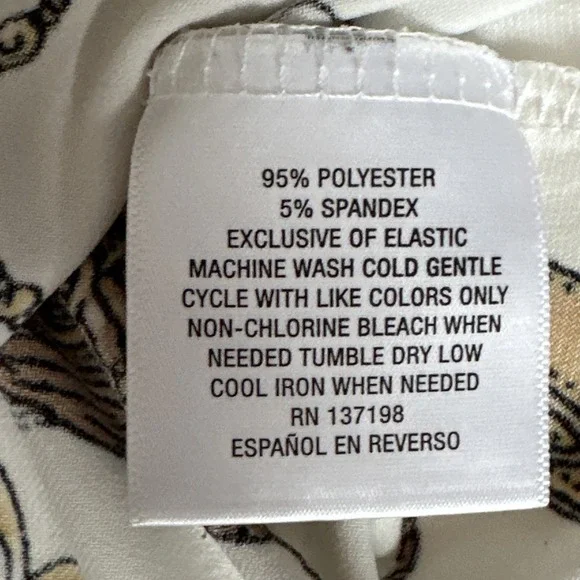 95% POLYESTER
5% SPANDEX
EXCLUSIVE OF ELASTIC
MACHINE WASH COLD GENTLE
CYCLE WITH LIKE COLORS ONLY
NON-CHLORINE BLEACH WHEN
NEEDED TUMBLE DRY LOW
COOL IRON WHEN NEEDED
RN 137198
ESPAÑOL EN REVERSO